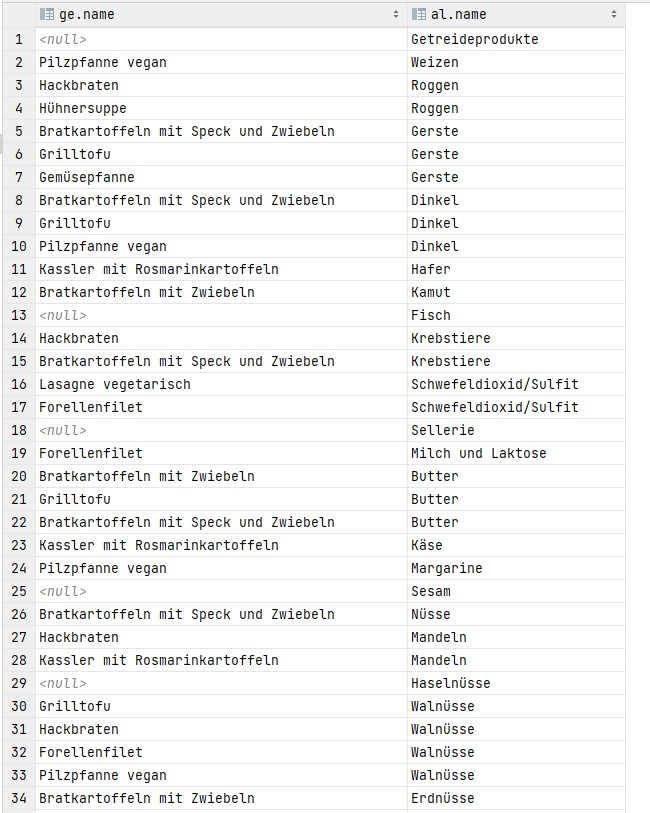 ge.name al.name
1 <null> Getreideprodukte
2 Pilzpfanne vegan Weizen
3 Hackbraten Roggen
4 Hühnersuppe Roggen
5 Bratkartoffeln mit Speck und Zwiebeln Gerste
6 Grilltofu Gerste
7 Gemüsepfanne Gerste
8 Bratkartoffeln mit Speck und Zwiebeln Dinkel
9 Grilltofu Dinkel
10 Pilzpfanne vegan Dinkel
11 Kassler mit Rosmarinkartoffeln Hafer
12 Bratkartoffeln mit Zwiebeln Kamut
13 <null> Fisch
14 Hackbraten Krebstiere
15 Bratkartoffeln mit Speck und Zwiebeln Krebstiere
16 Lasagne vegetarisch Schwefeldioxid/Sulfit
17 Forellenfilet Schwefeldioxid/Sulfit
18 <null> Sellerie
19 Forellenfilet Milch und Laktose
20 Bratkartoffeln mit Zwiebeln Butter
21 Grilltofu Butter
22 Bratkartoffeln mit Speck und Zwiebeln Butter
23 Kassler mit Rosmarinkartoffeln Käse
24 Pilzpfanne vegan Margarine
25 <null> Sesam
26 Bratkartoffeln mit Speck und Zwiebeln Nüsse
27 Hackbraten Mandeln
28 Kassler mit Rosmarinkartoffeln Mandeln
29 <null> Haselnüsse
30 Grilltofu Walnüsse
31 Hackbraten Walnüsse
32 Forellenfilet Walnüsse
33 Pilzpfanne vegan Walnüsse
34 Bratkartoffeln mit Zwiebeln Erdnüsse